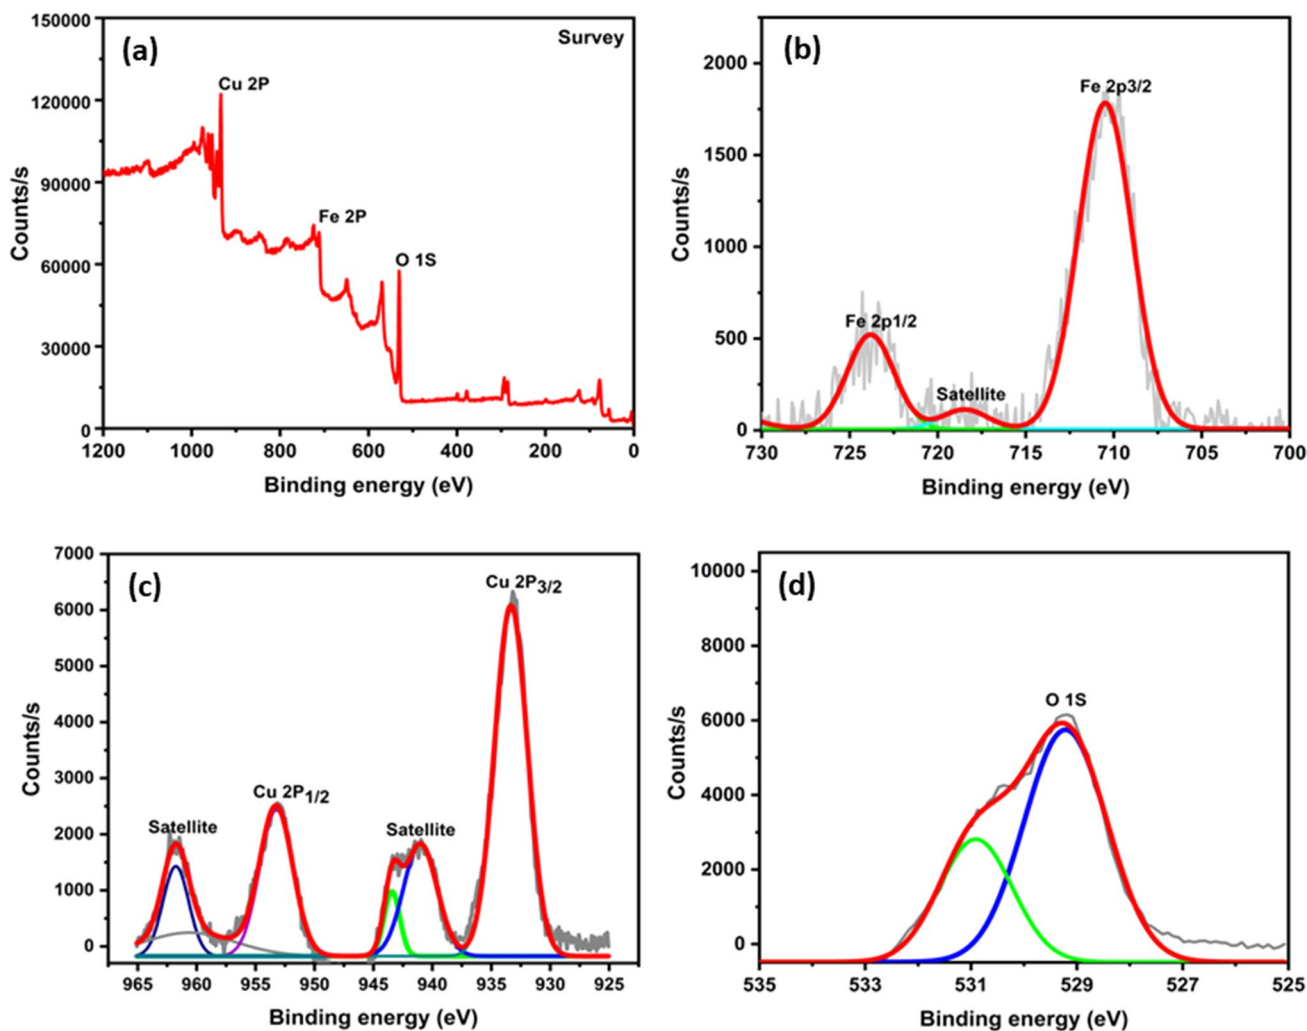 (a)
Survey
Cu 2P
Fe 2P
O 1S
150000
120000
90000
60000
30000
0
Counts/s
1200 1000 800 600 400 200 0
Binding energy (eV)
(b)
Fe 2p3/2
Fe 2p1/2
Satellite
2000
1500
1000
500
0
Counts/s
730 725 720 715 710 705 700
Binding energy (eV)
(c)
Cu 2P3/2
Cu 2P1/2
Satellite
Satellite
7000
6000
5000
4000
3000
2000
1000
0
Counts/s
965 960 955 950 945 940 935 930 925
Binding energy (eV)
(d)
O 1S
10000
8000
6000
4000
2000
0
Counts/s
535 533 531 529 527 525
Binding energy (eV)